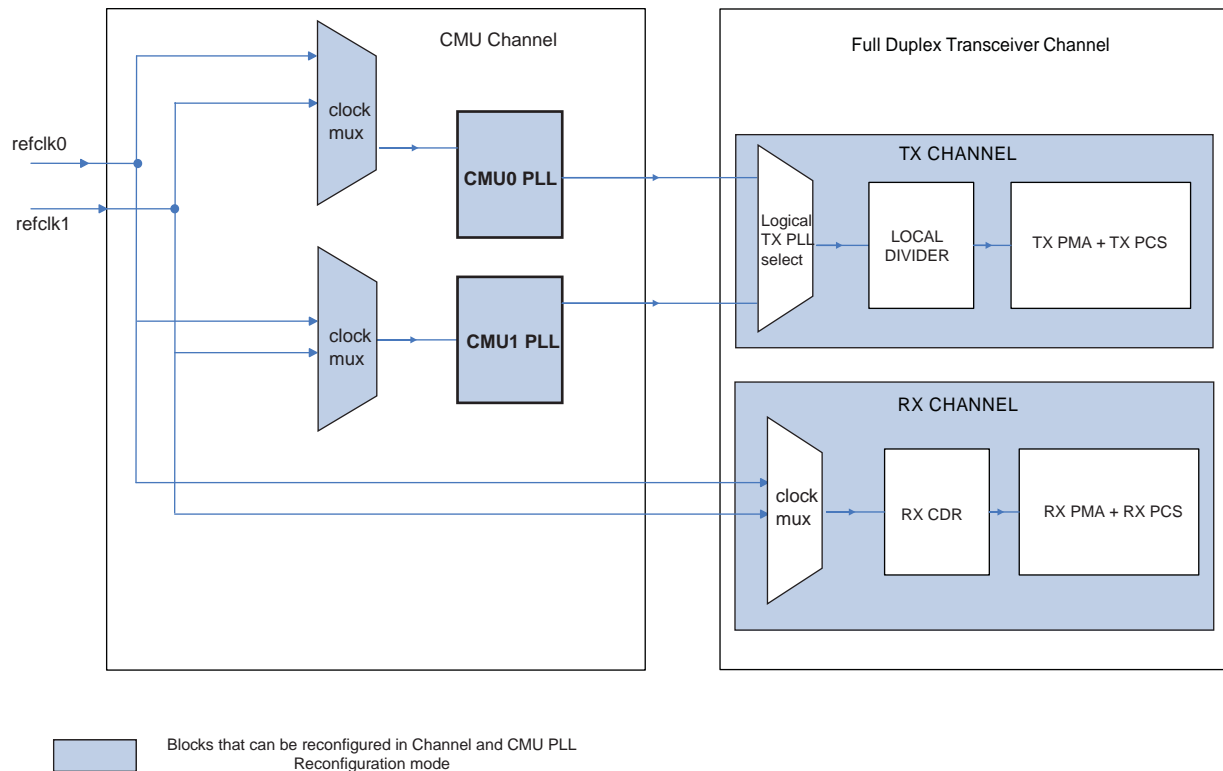 CMU Channel
Full Duplex Transceiver Channel
refclk0
refclk1
clock
mux
CMU0 PLL
clock
mux
CMU1 PLL
TX CHANNEL
Logical
TX PLL
select
LOCAL
DIVIDER
TX PMA + TX PCS
RX CHANNEL
clock
mux
RX CDR
RX PMA + RX PCS
Blocks that can be reconfigured in Channel and CMU PLL
Reconfiguration mode